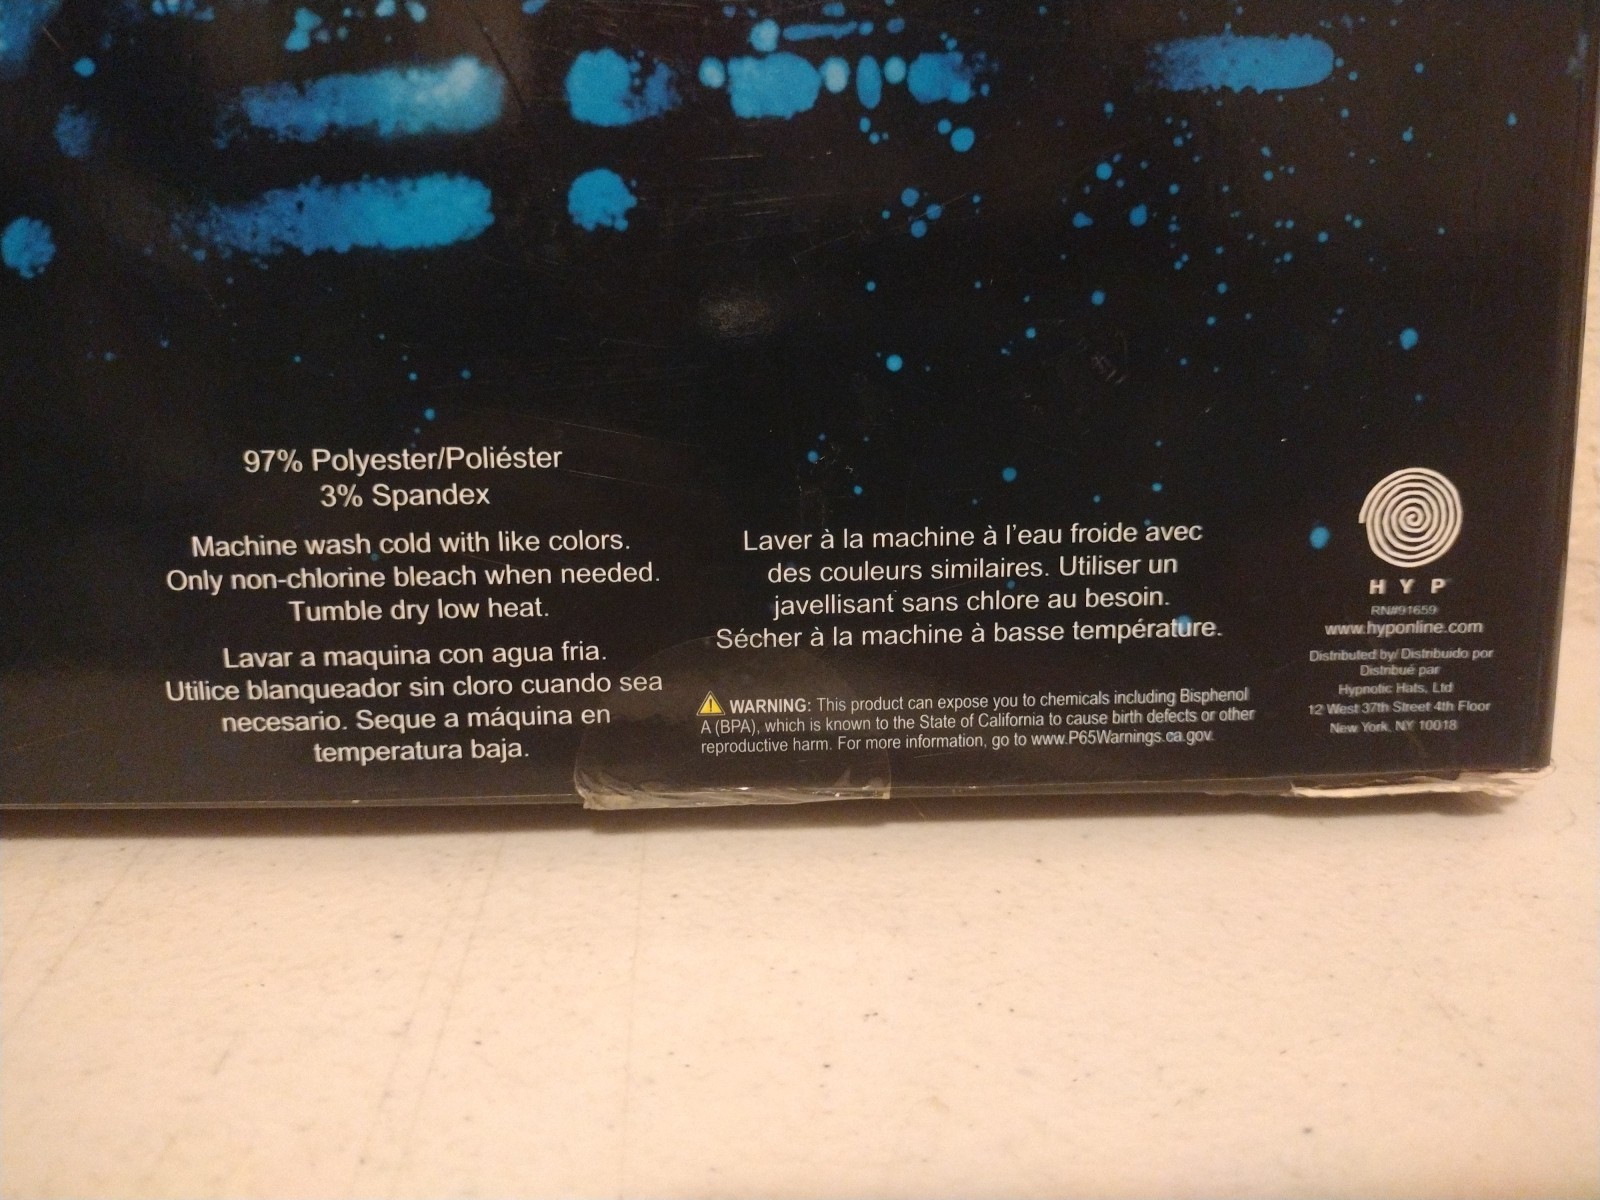 97% Polyester/Poliéster
3% Spandex
Machine wash cold with like colors.
Only non-chlorine bleach when needed.
Tumble dry low heat.
Lavar a maquina con agua fria.
Utilice blanqueador sin cloro cuando sea
necesario. Seque a máquina en
temperatura baja.
Laver à la machine à l'eau froide avec
des couleurs similaires. Utiliser un
javellisant sans chlore au besoin.
Sécher à la machine à basse température.
WARNING: This product can expose you to chemicals including Bisphenol
A (BPA), which is known to the State of California to cause birth defects or other
reproductive harm. For more information, go to www.P65Warnings.ca.gov
HYP
RN#91659
www.hyponline.com
Distributed by/ Distribuido por
Distribué par
Hypnotic Hats, Ltd
12 West 37th Street 4th Floor
New York, NY 10018